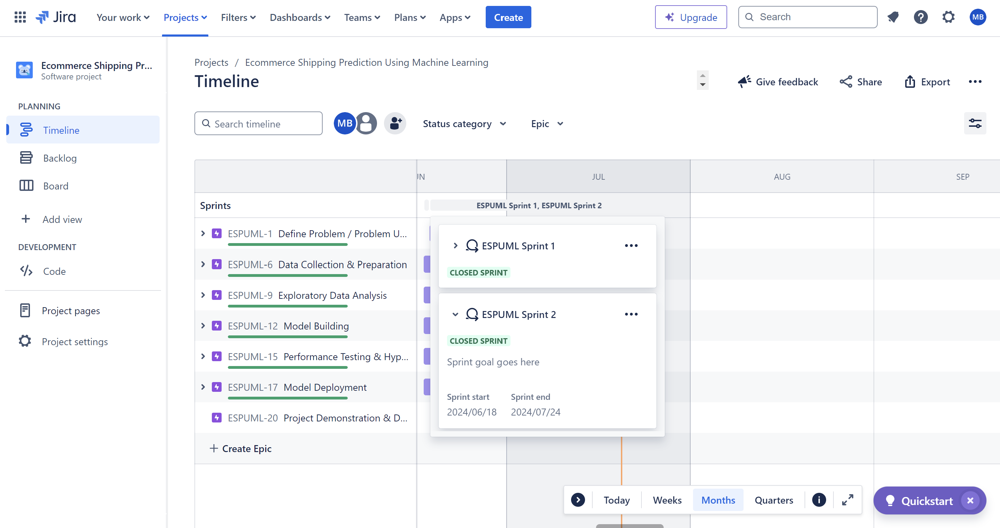 Jira Your work Projects Filters Dashboards Teams Plans Apps Create Upgrade Search MB
Ecommerce Shipping Pr...
Software project
PLANNING
Timeline
Backlog
Board
Add view
DEVELOPMENT
Code
Project pages
Project settings
Projects / Ecommerce Shipping Prediction Using Machine Learning
Timeline
Give feedback Share Export
Search timeline MB Status category Epic
JUL AUG SEP
Sprints ESPUML Sprint 1, ESPUML Sprint 2
ESPUML-1 Define Problem / Problem U...
ESPUML-6 Data Collection & Preparation
ESPUML-9 Exploratory Data Analysis
ESPUML-12 Model Building
ESPUML-15 Performance Testing & Hyp...
ESPUML-17 Model Deployment
ESPUML-20 Project Demonstration & D...
Create Epic
ESPUML Sprint 1
CLOSED SPRINT
ESPUML Sprint 2
CLOSED SPRINT
Sprint goal goes here
Sprint start Sprint end
2024/06/18 2024/07/24
Today Weeks Months Quarters
Quickstart